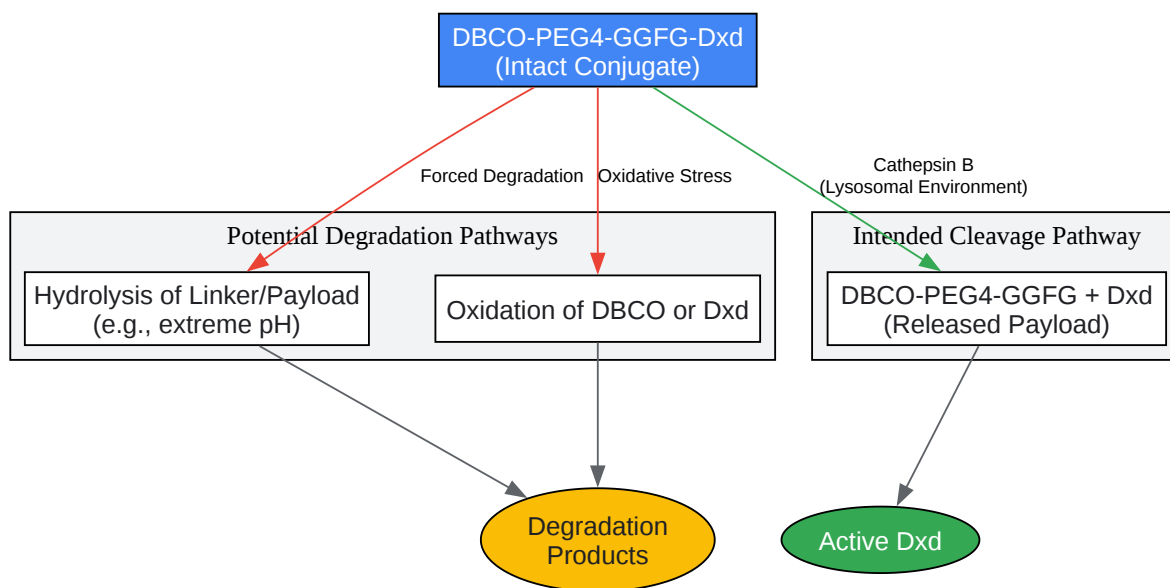 DBCO-PEG4-GGFG-Dxd
(Intact Conjugate)
Forced Degradation
Oxidative Stress
Cathepsin B
(Lysosomal Environment)
Potential Degradation Pathways
Intended Cleavage Pathway
Hydrolysis of Linker/Payload
(e.g., extreme pH)
Oxidation of DBCO or Dxd
DBCO-PEG4-GGFG + Dxd
(Released Payload)
Degradation
Products
Active Dxd